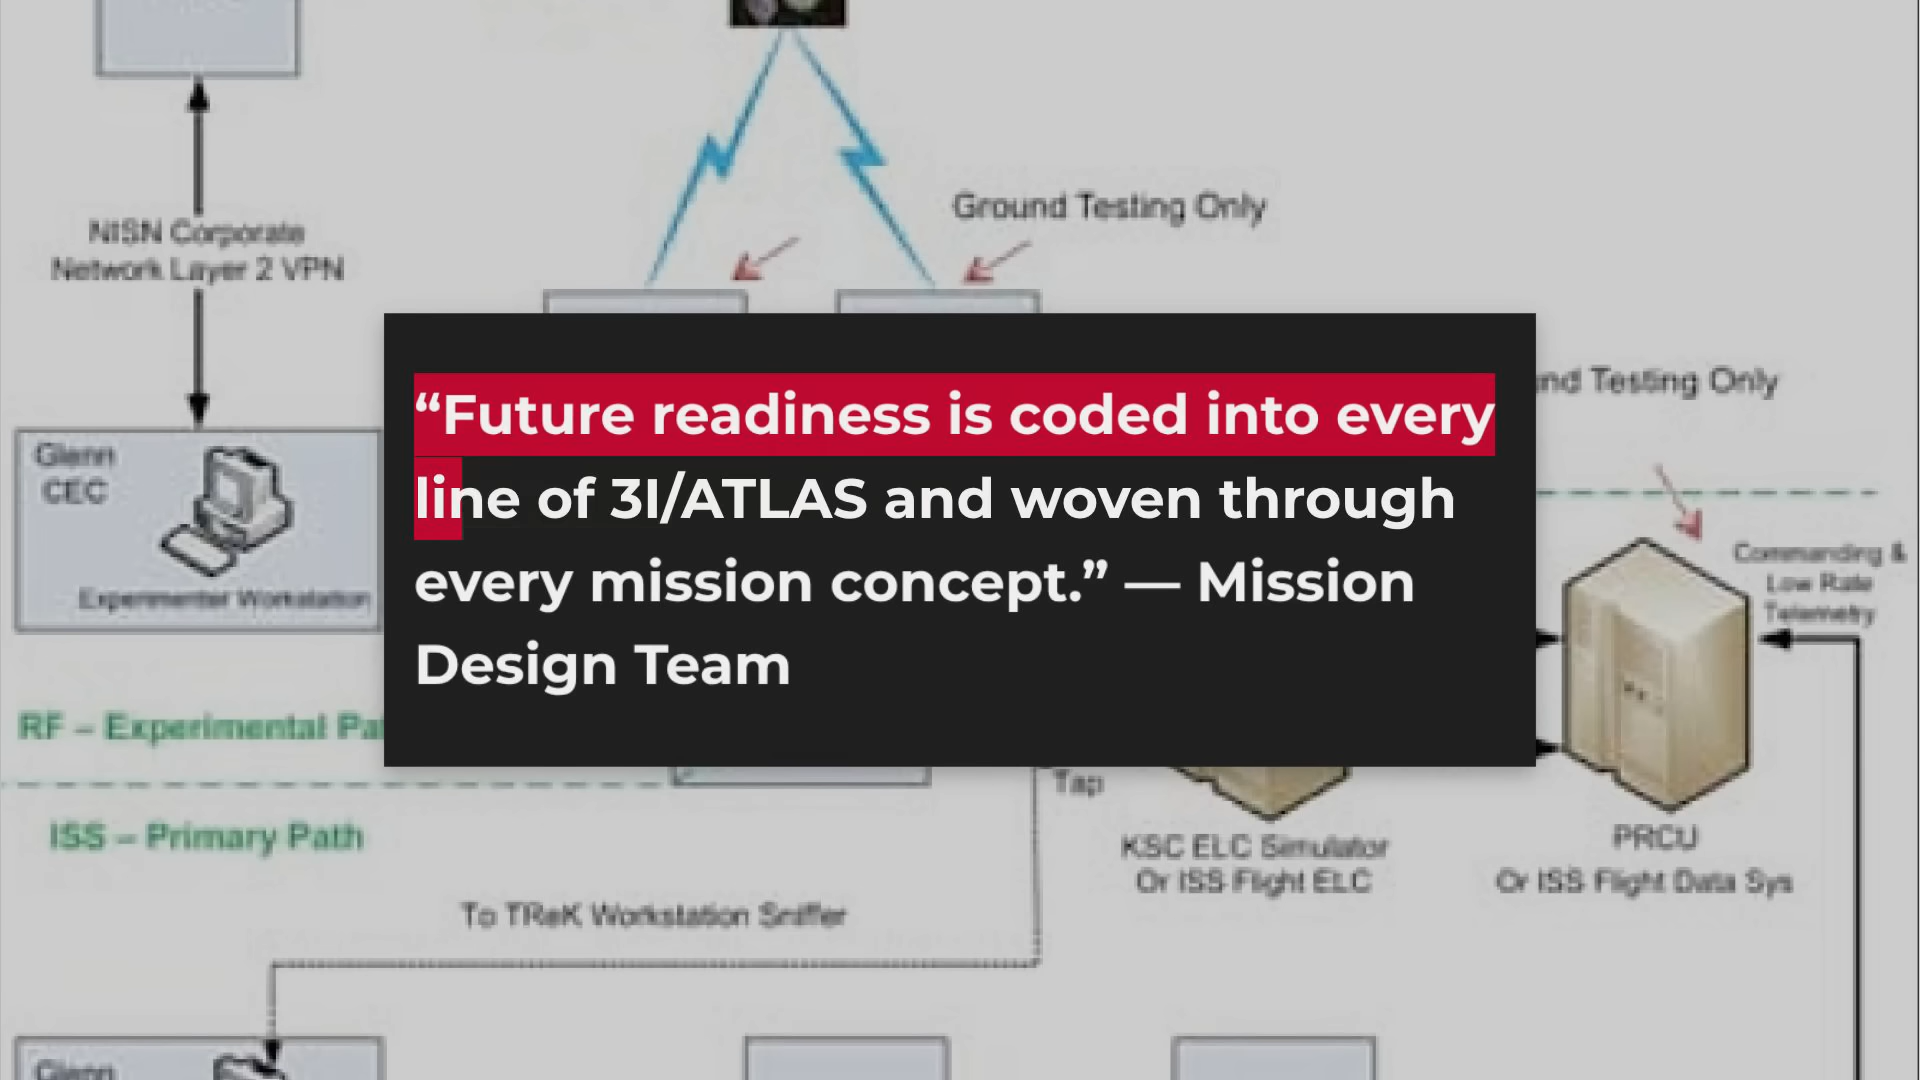 NISN Corporate
Network Layer 2 VPN
Ground Testing Only
Testing Only
“Future readiness is coded into every
line of 3I/ATLAS and woven through
every mission concept.” — Mission
Design Team
Glenn
CEC
Experimenter Workstation
Commanding &
Low Rate
Telemetry
RF – Experimental
ISS – Primary Path
Tap
KSC ELC Simulator
Or ISS Flight ELC
PRCU
Or ISS Flight Data Sys
To TReK Workstation Sniffer
Glenn